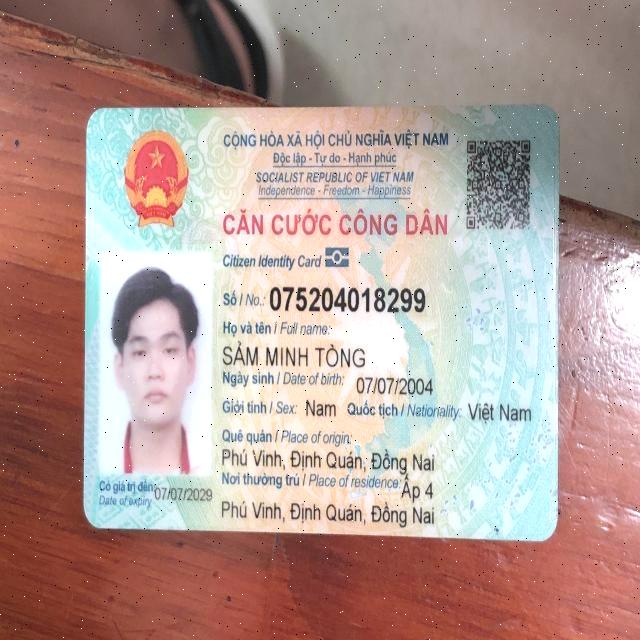 CỘNG HÒA XÃ HỘI CHỦ NGHĨA VIỆT NAM
Độc lập - Tự do - Hạnh phúc
SOCIALIST REPUBLIC OF VIET NAM
Independence - Freedom - Happiness
CĂN CƯỚC CÔNG DÂN
Citizen Identity Card
Số / No.: 075204018299
Họ và tên / Full name:
SẢM MINH TÒNG
Ngày sinh / Date of birth: 07/07/2004
Giới tính / Sex: Nam Quốc tịch / Nationality: Việt Nam
Quê quán / Place of origin:
Phú Vinh, Định Quán, Đồng Nai
Nơi thường trú / Place of residence: Ấp 4
Phú Vinh, Định Quán, Đồng Nai
Có giá trị đến: 07/07/2029
Date of expiry